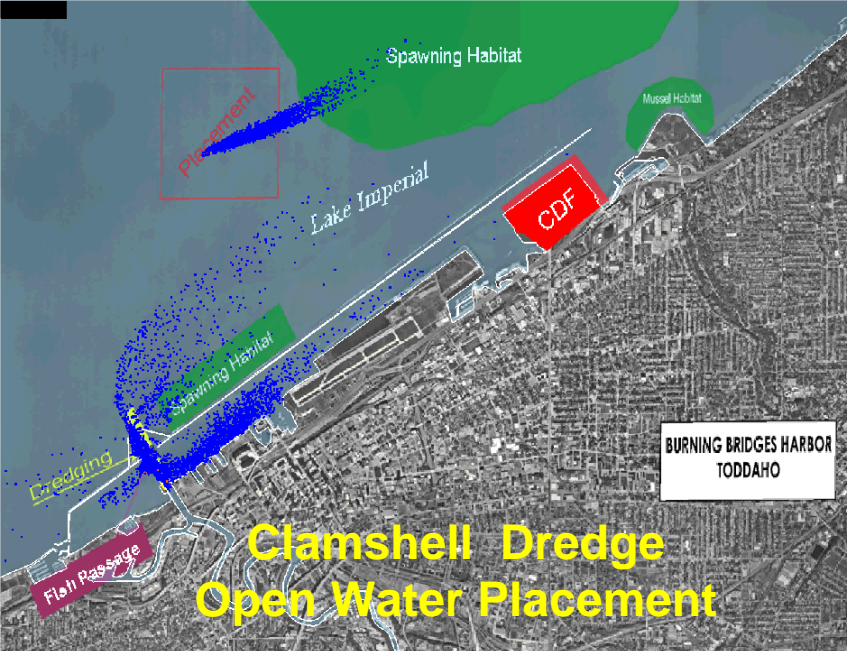 Spawning Habitat
Placement
Mussel Habitat
Lake Imperial
CDF
Spawning Habitat
BURNING BRIDGES HARBOR
TODDAHO
Dredging
Fish Passage
Clamshell Dredge
Open Water Placement